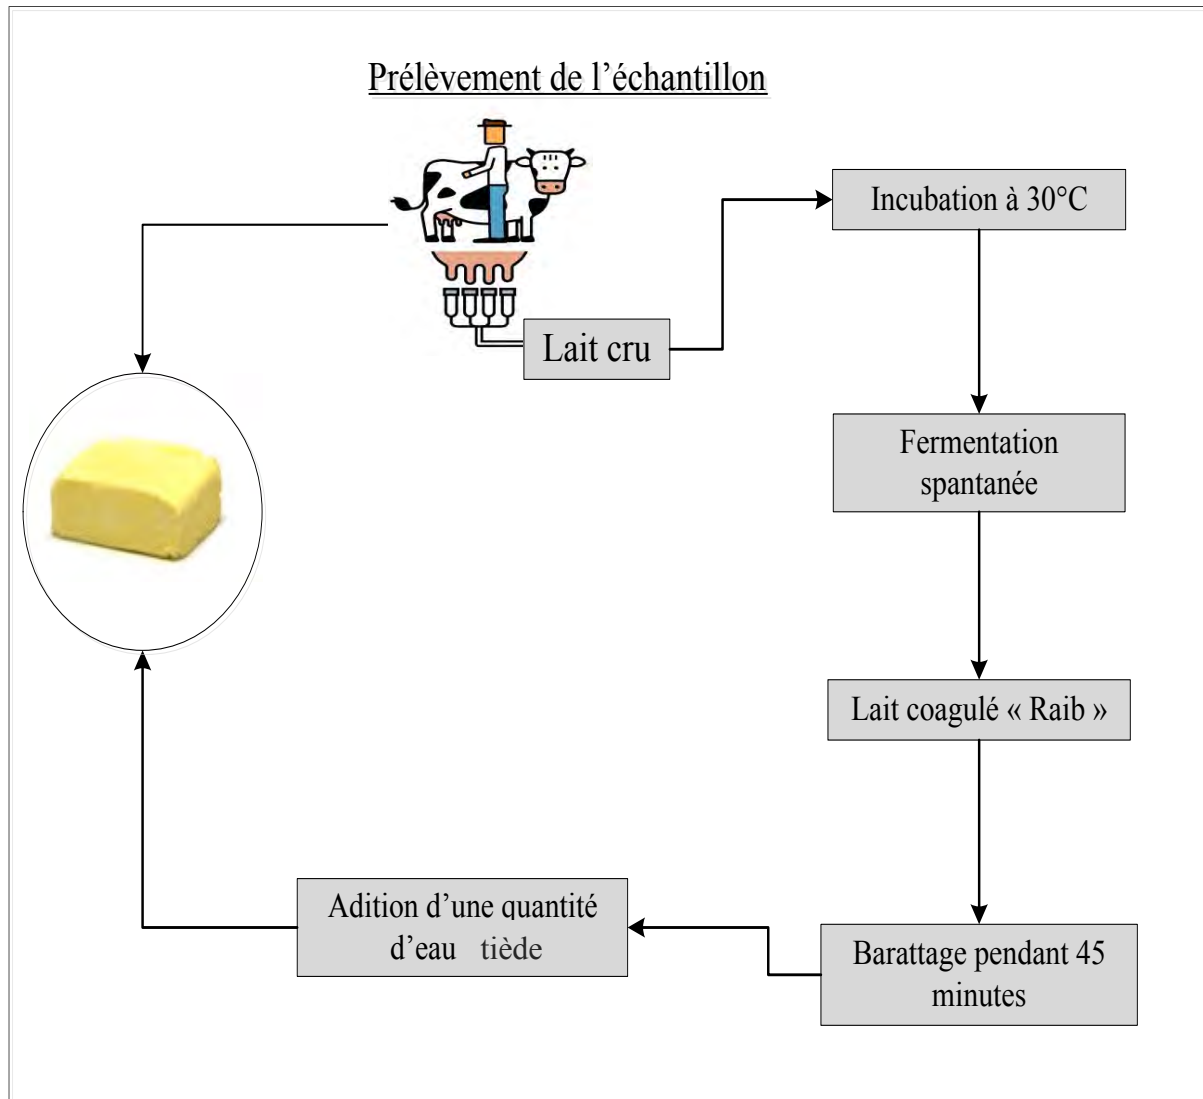 Prélèvement de l’échantillon
Lait cru
Incubation à 30°C
Fermentation
spantanée
Lait coagulé « Raib »
Barattage pendant 45
minutes
Adition d’une quantité
d’eau tiède